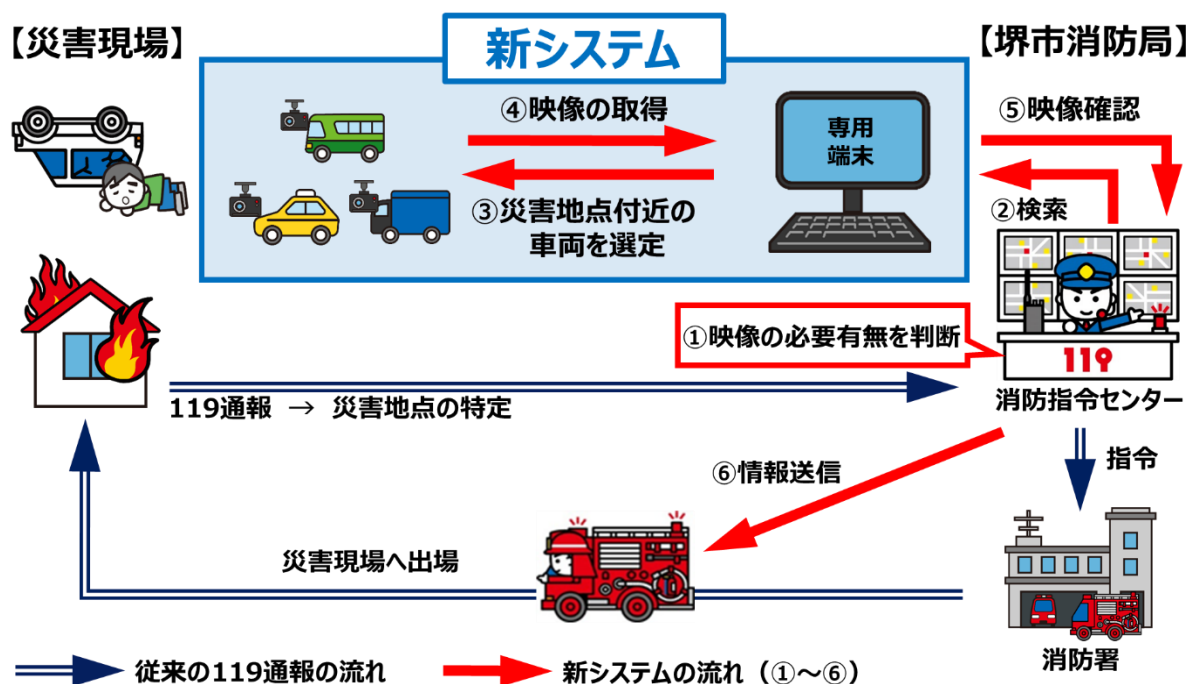 【災害現場】
新システム
【堺市消防局】
④映像の取得
専用
端末
⑤映像確認
③災害地点付近の
車両を選定
②検索
①映像の必要有無を判断
119
消防指令センター
119通報 → 災害地点の特定
指令
⑥情報送信
災害現場へ出場
消防署
従来の119通報の流れ
新システムの流れ（①～⑥）